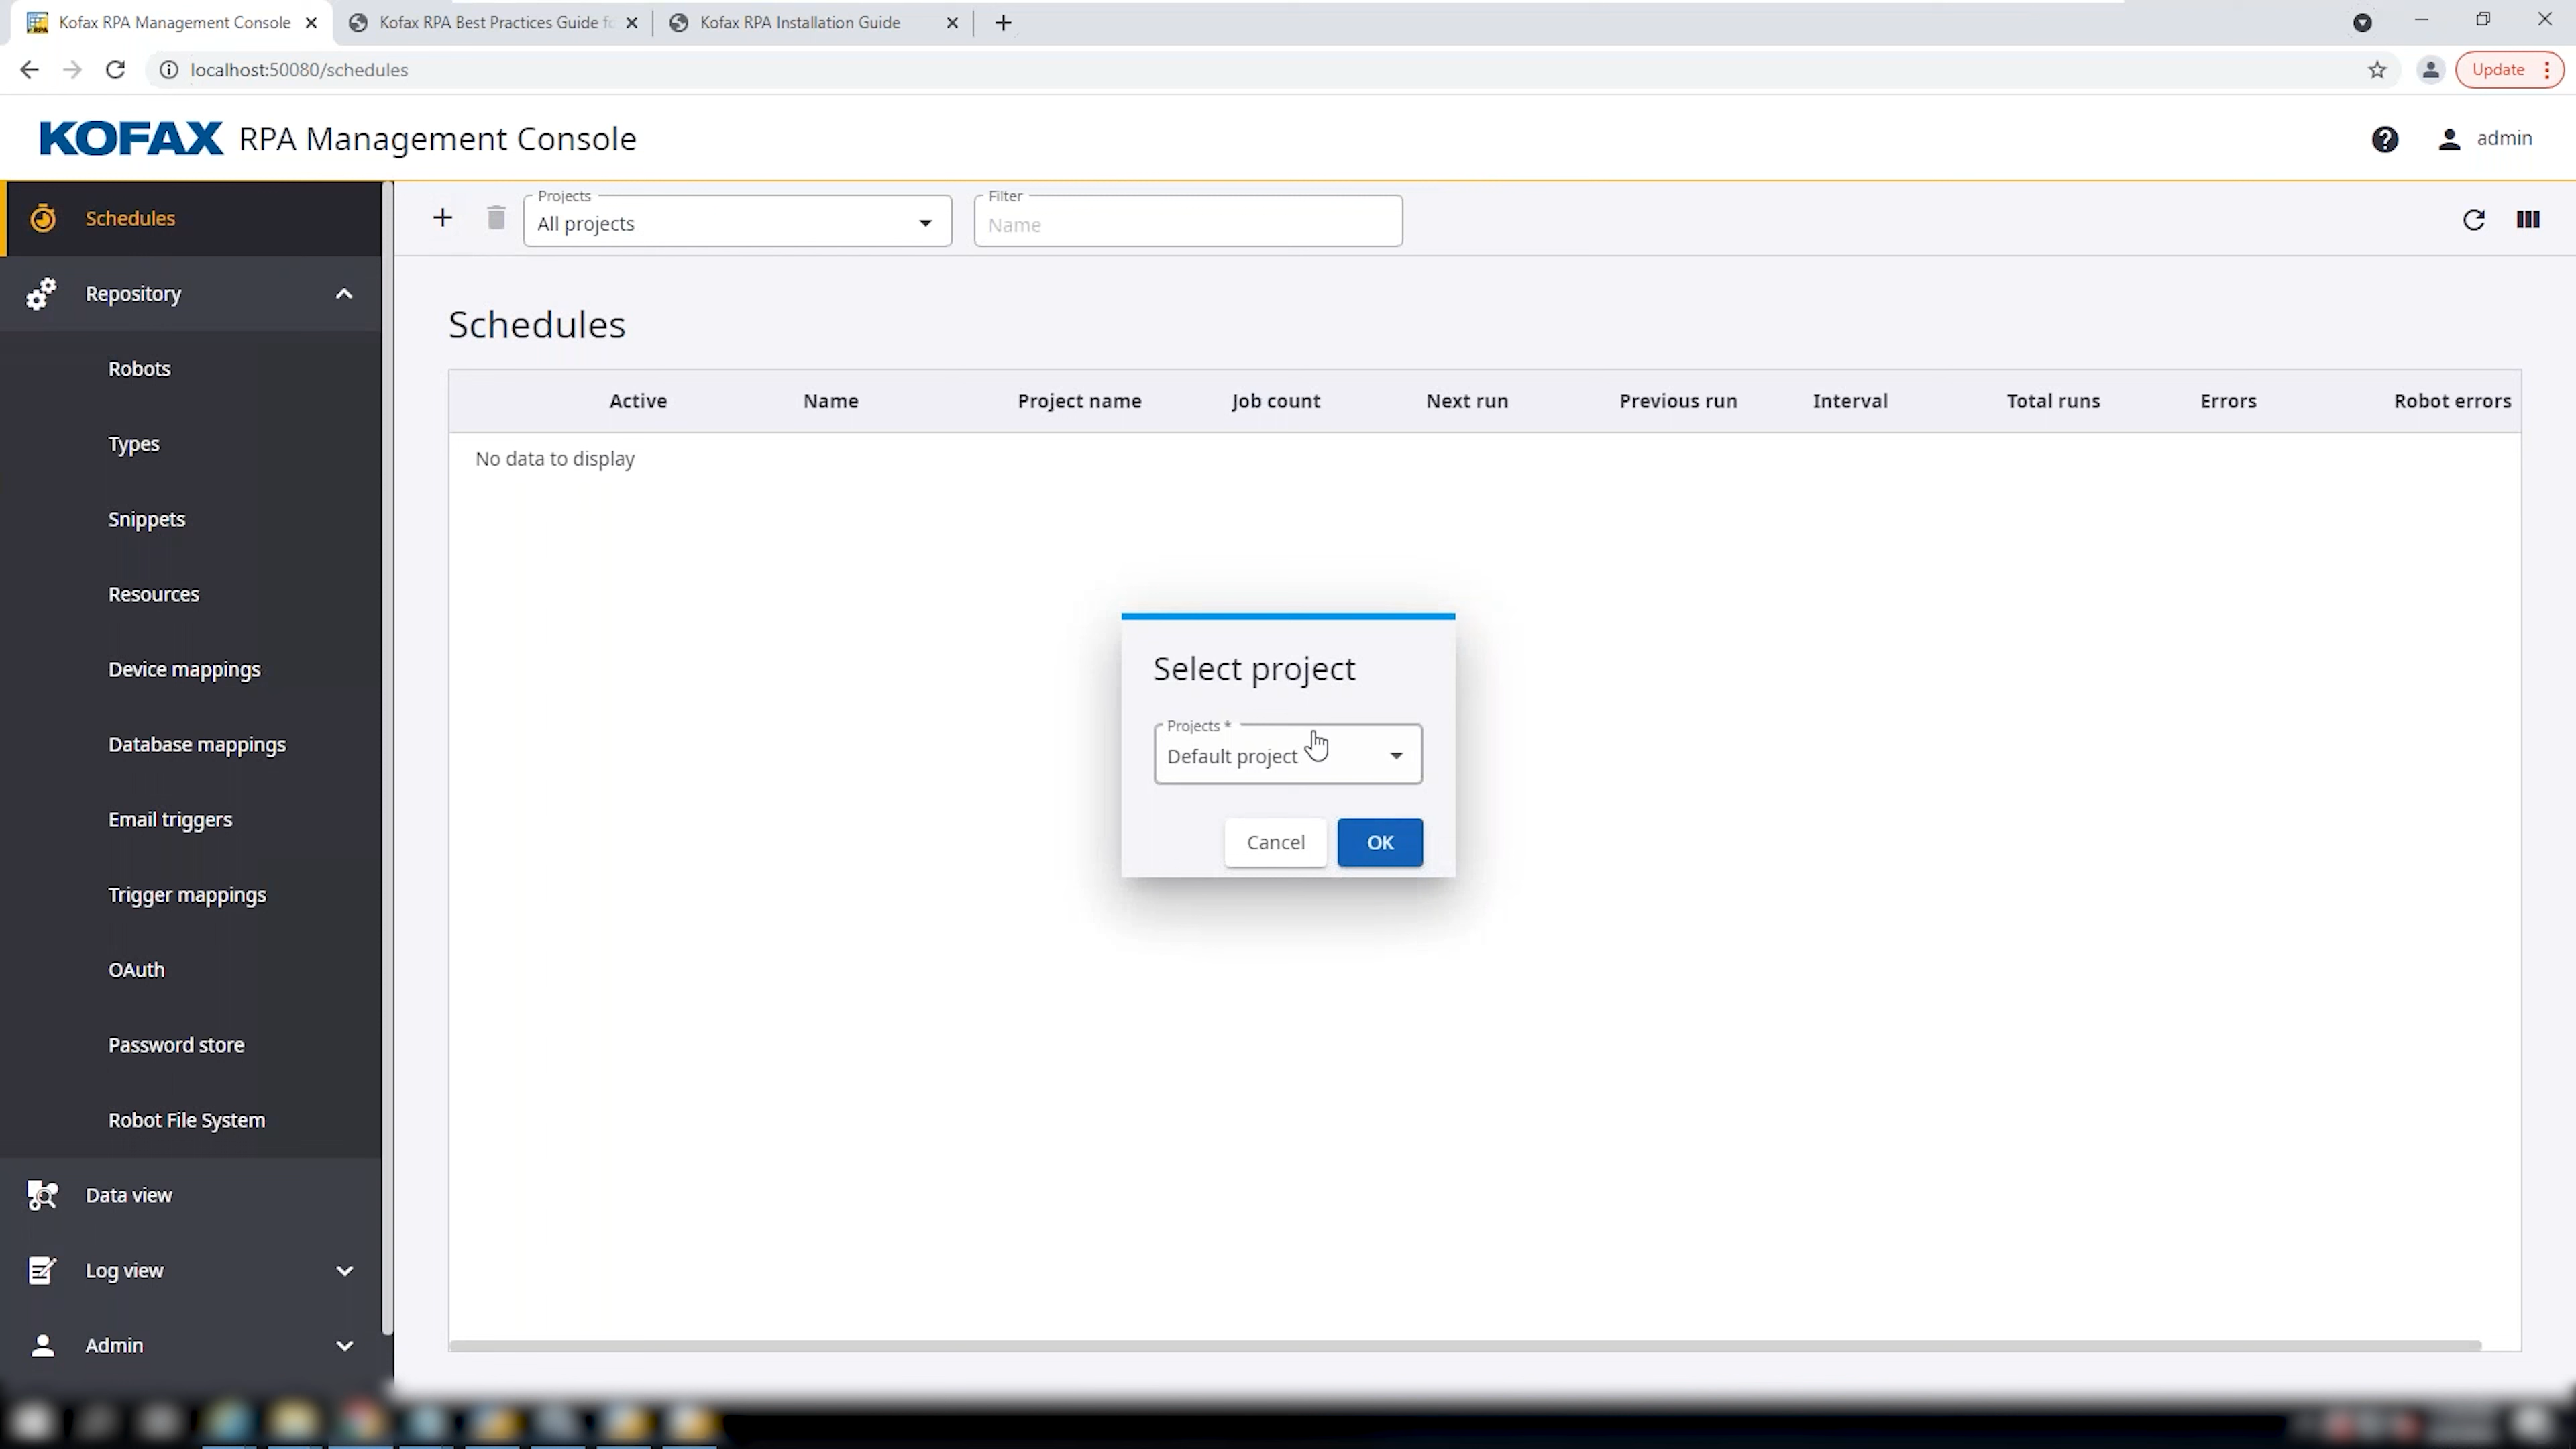 Kofax RPA Management Console
Kofax RPA Best Practices Guide fo
Kofax RPA Installation Guide
localhost:50080/schedules
Update
KOFAX RPA Management Console
admin
Schedules
Repository
Robots
Types
Snippets
Resources
Device mappings
Database mappings
Email triggers
Trigger mappings
OAuth
Password store
Robot File System
Data view
Log view
Admin
Projects
All projects
Filter
Name
Schedules
Active Name Project name Job count Next run Previous run Interval Total runs Errors Robot errors
No data to display
Select project
Projects *
Default project
Cancel OK